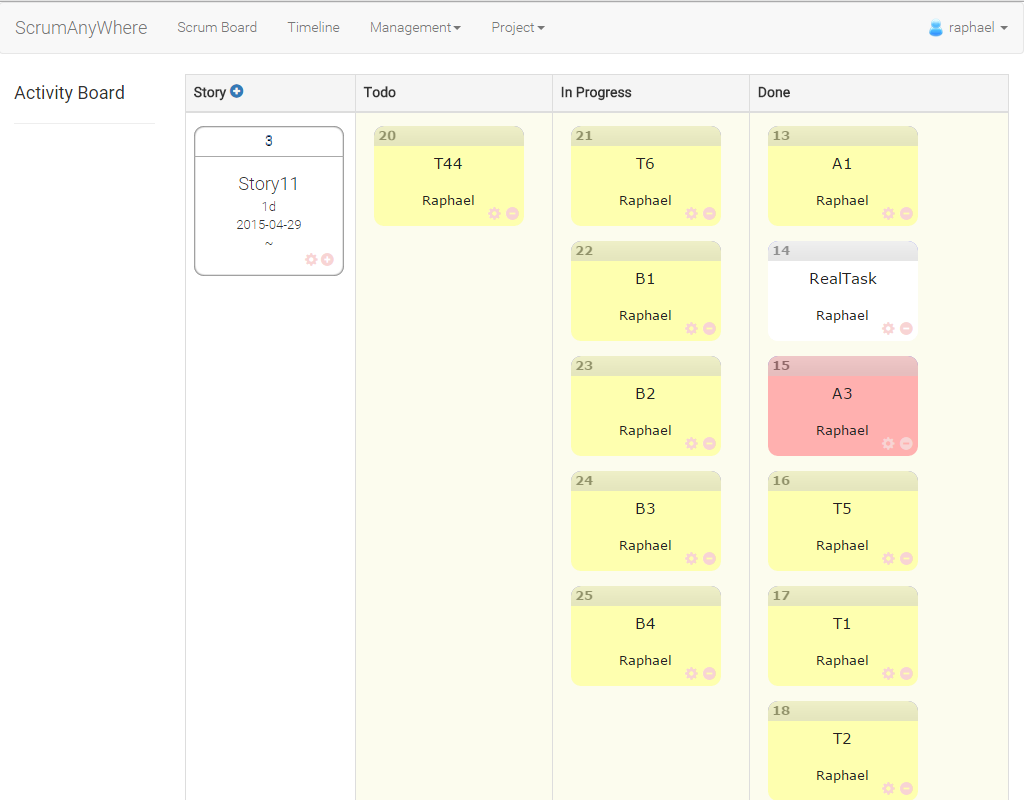 ScrumAnyWhere Scrum Board Timeline Management Project raphael
Activity Board
Story Todo In Progress Done
3
Story11
1d
2015-04-29
~
20
T44
Raphael
21
T6
Raphael
22
B1
Raphael
23
B2
Raphael
24
B3
Raphael
25
B4
Raphael
13
A1
Raphael
14
RealTask
Raphael
15
A3
Raphael
16
T5
Raphael
17
T1
Raphael
18
T2
Raphael